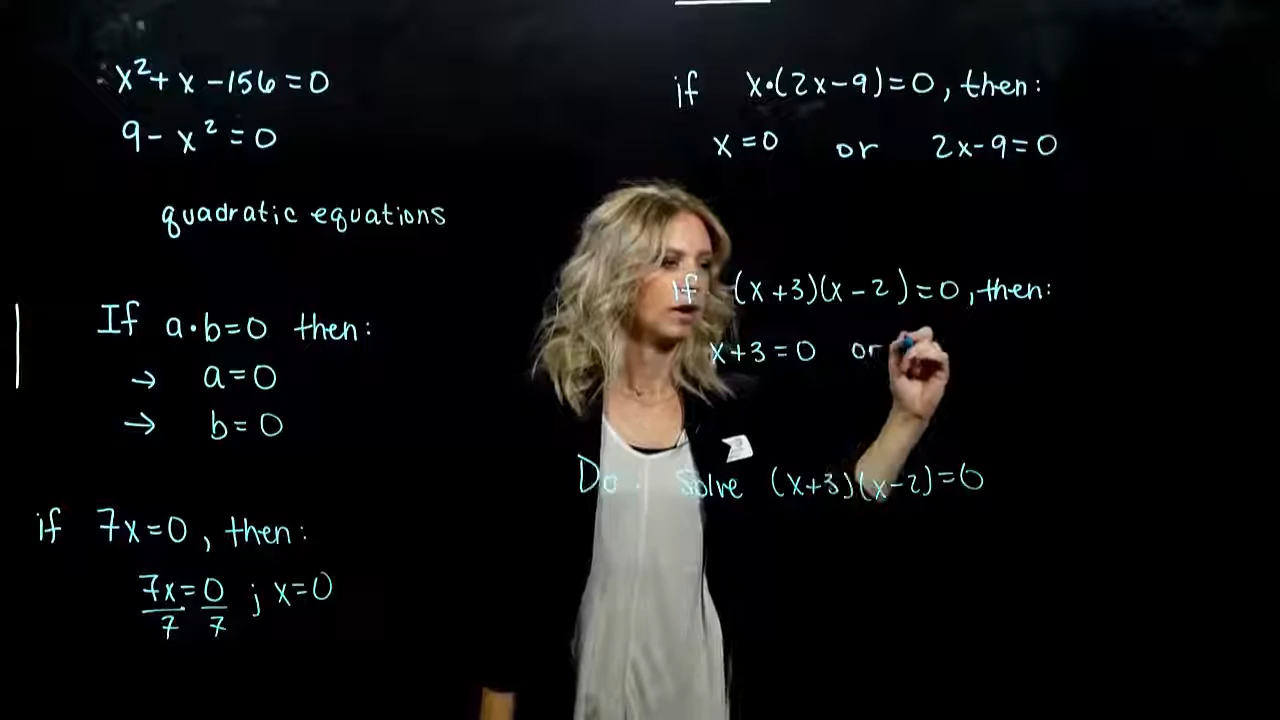 x²+ x -156 = 0
9 - x² = 0
quadratic equations
If a·b=0 then:
→ a=0
→ b=0
if 7x=0, then:
7x=0 ; x=0
7 7
if x·(2x-9)=0, then:
x=0 or 2x-9=0
if (x+3)(x-2)=0, then:
x+3=0 or
Do: Solve (x+3)(x-2)=0